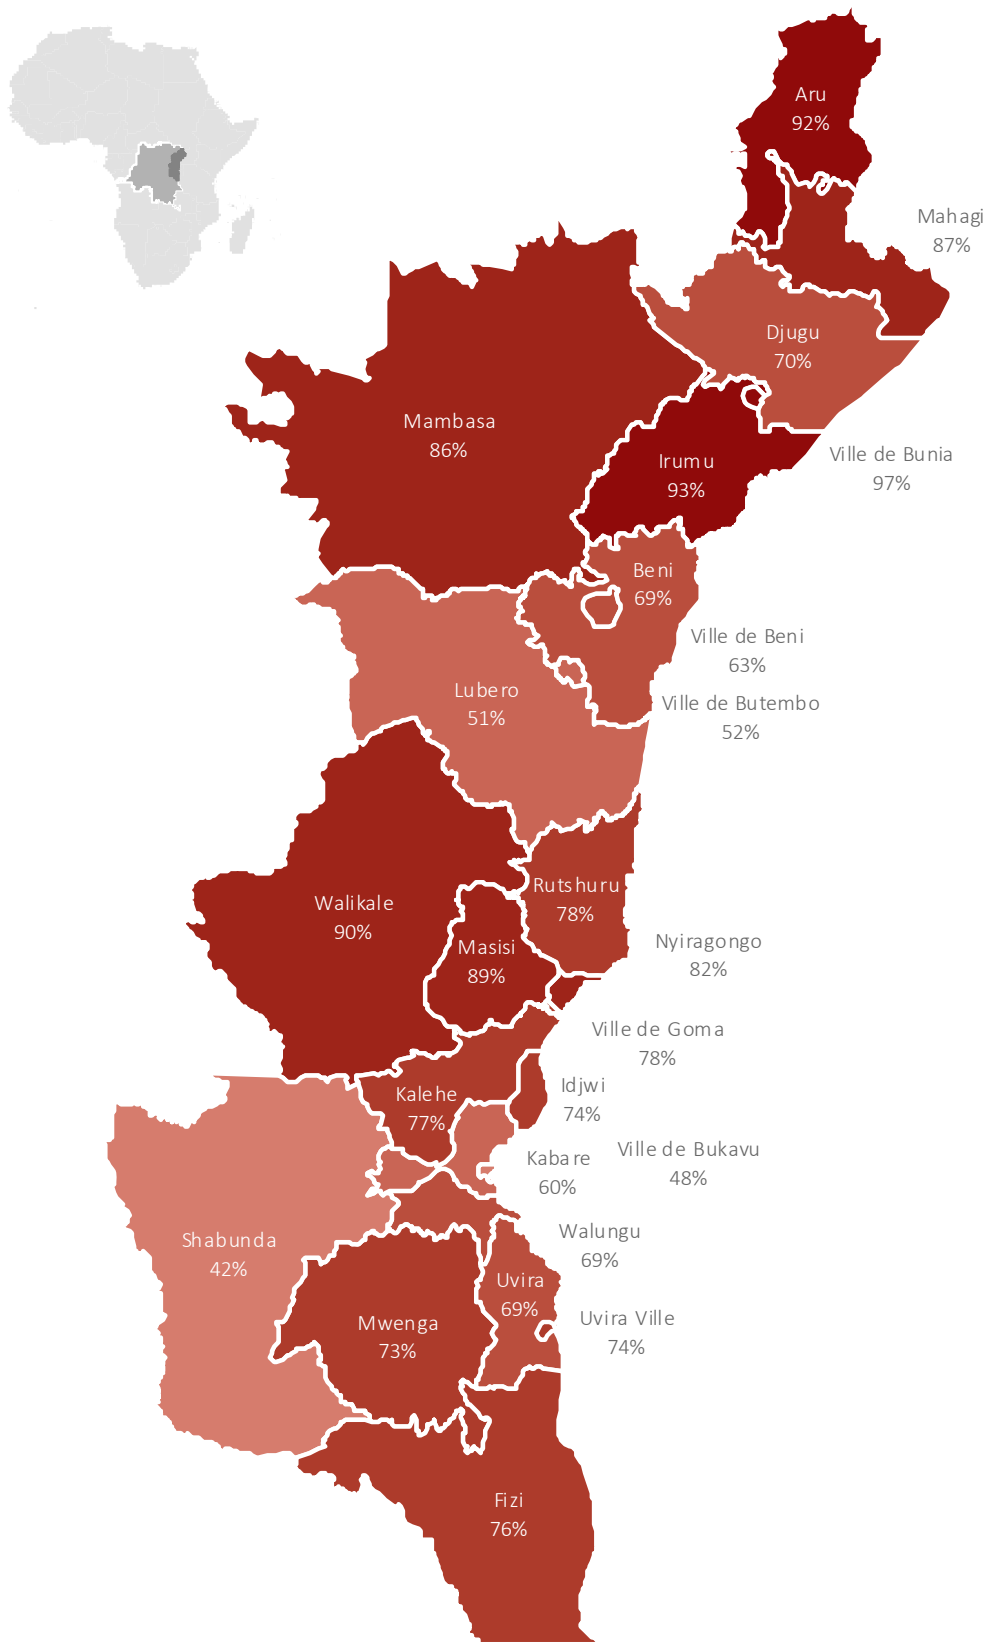 Aru
92%
Mahagi
87%
Djugu
70%
Mambasa
86%
Ville de Bunia
97%
Irumu
93%
Beni
69%
Ville de Beni
63%
Lubero
51%
Ville de Butembo
52%
Rutshuru
78%
Walikale
90%
Masisi
89%
Nyiragongo
82%
Ville de Goma
78%
Kalehe
77%
Idjwi
74%
Ville de Bukavu
48%
Kabare
60%
Walungu
69%
Shabunda
42%
Uvira
69%
Uvira Ville
74%
Mwenga
73%
Fizi
76%